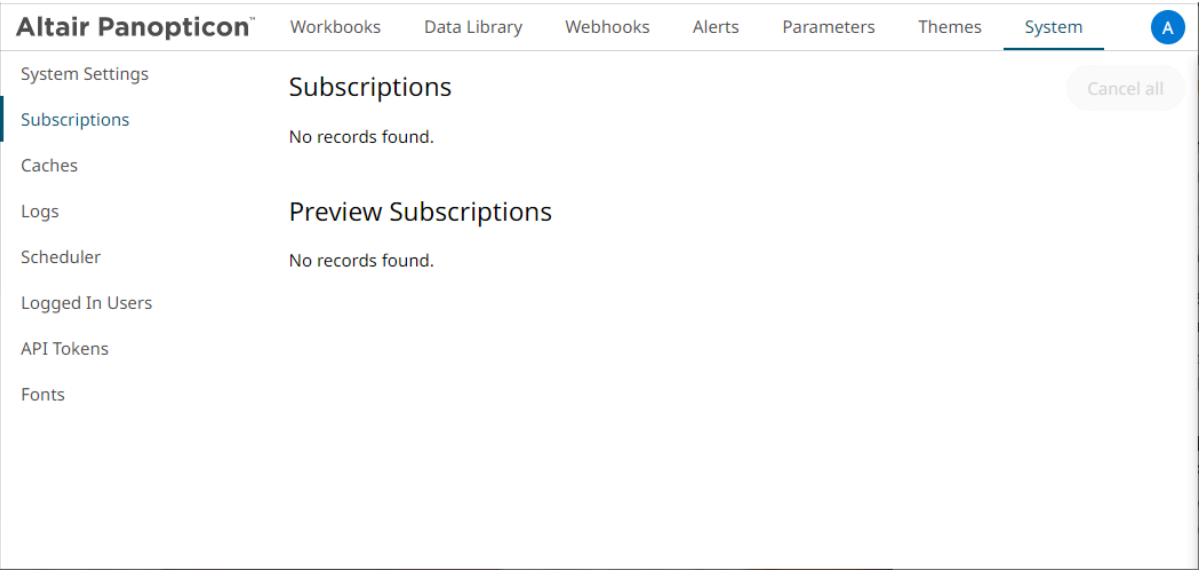 Altair Panopticon™ Workbooks Data Library Webhooks Alerts Parameters Themes System A
System Settings
Subscriptions
Caches
Logs
Scheduler
Logged In Users
API Tokens
Fonts
Subscriptions
Cancel all
No records found.
Preview Subscriptions
No records found.